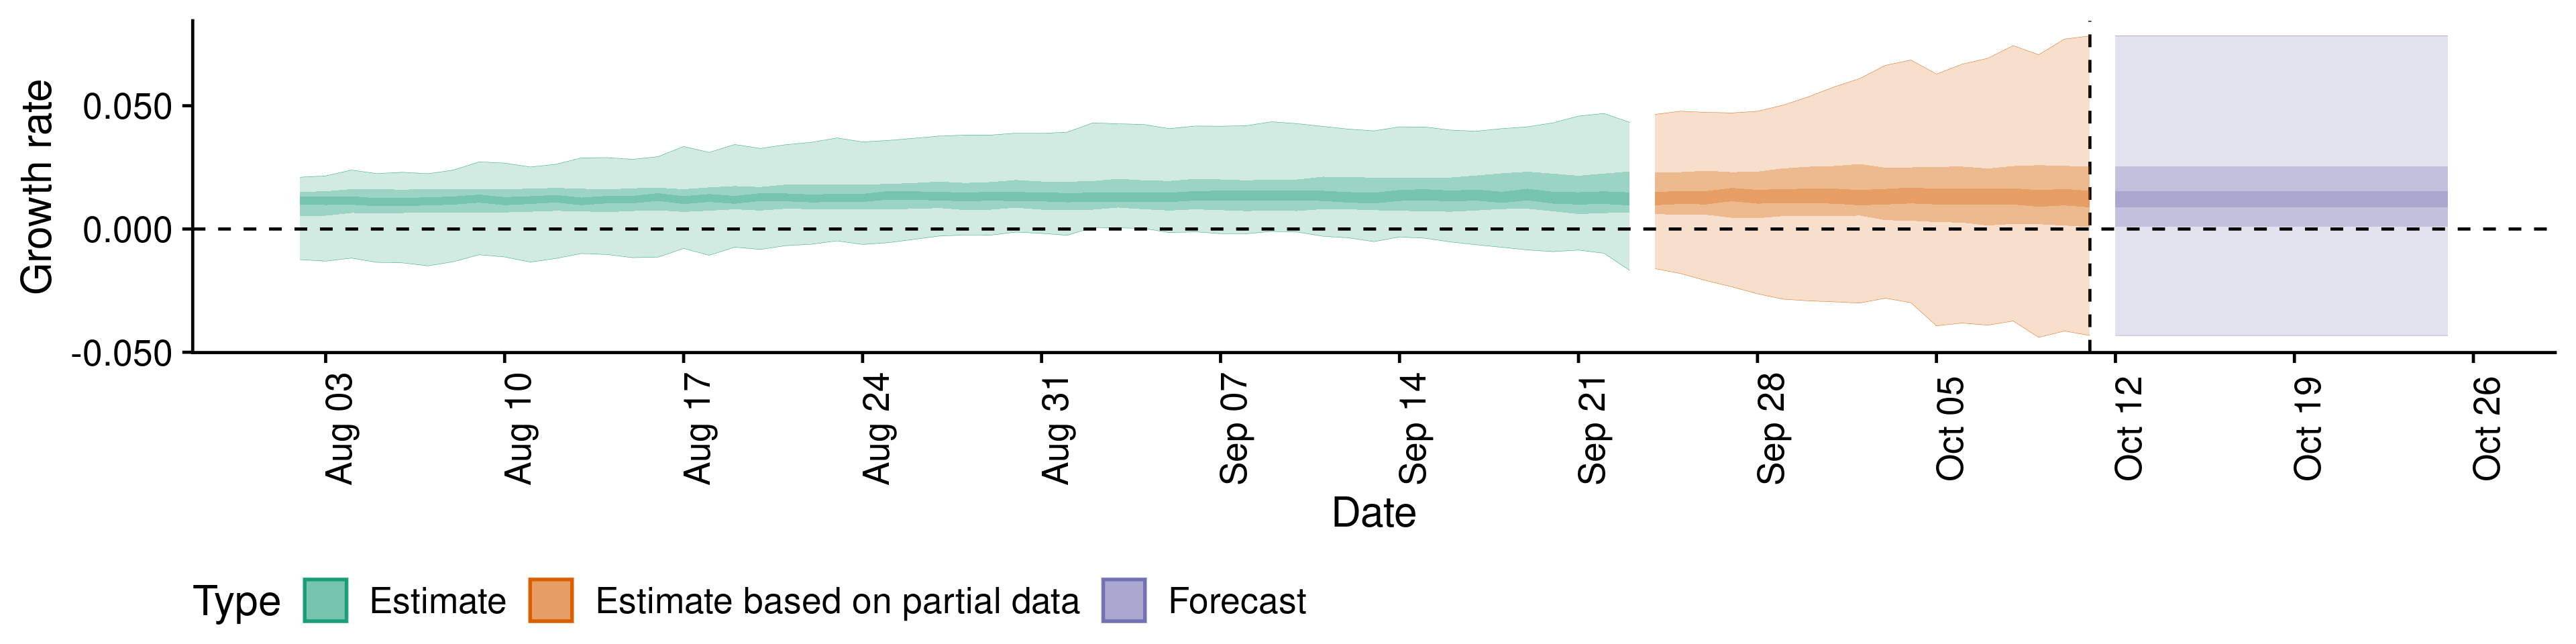 Growth rate
0.050
0.000
-0.050
Aug 03
Aug 10
Aug 17
Aug 24
Aug 31
Sep 07
Sep 14
Sep 21
Sep 28
Oct 05
Oct 12
Oct 19
Oct 26
Date
Type Estimate Estimate based on partial data Forecast